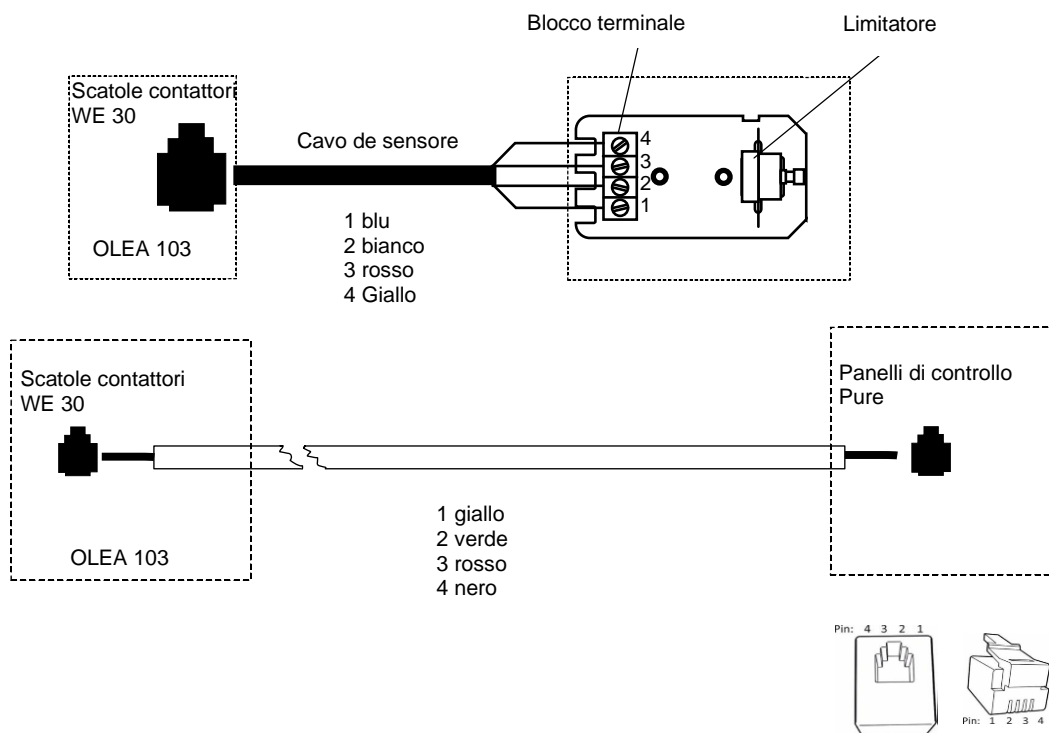 Blocco terminale
Limitatore
Scatole contattori
WE 30
Cavo de sensore
4
3
2
1
OLEA 103
1 blu
2 bianco
3 rosso
4 Giallo
Scatole contattori
WE 30
Panelli di controllo
Pure
OLEA 103
1 giallo
2 verde
3 rosso
4 nero
Pin: 4 3 2 1
Pin: 1 2 3 4